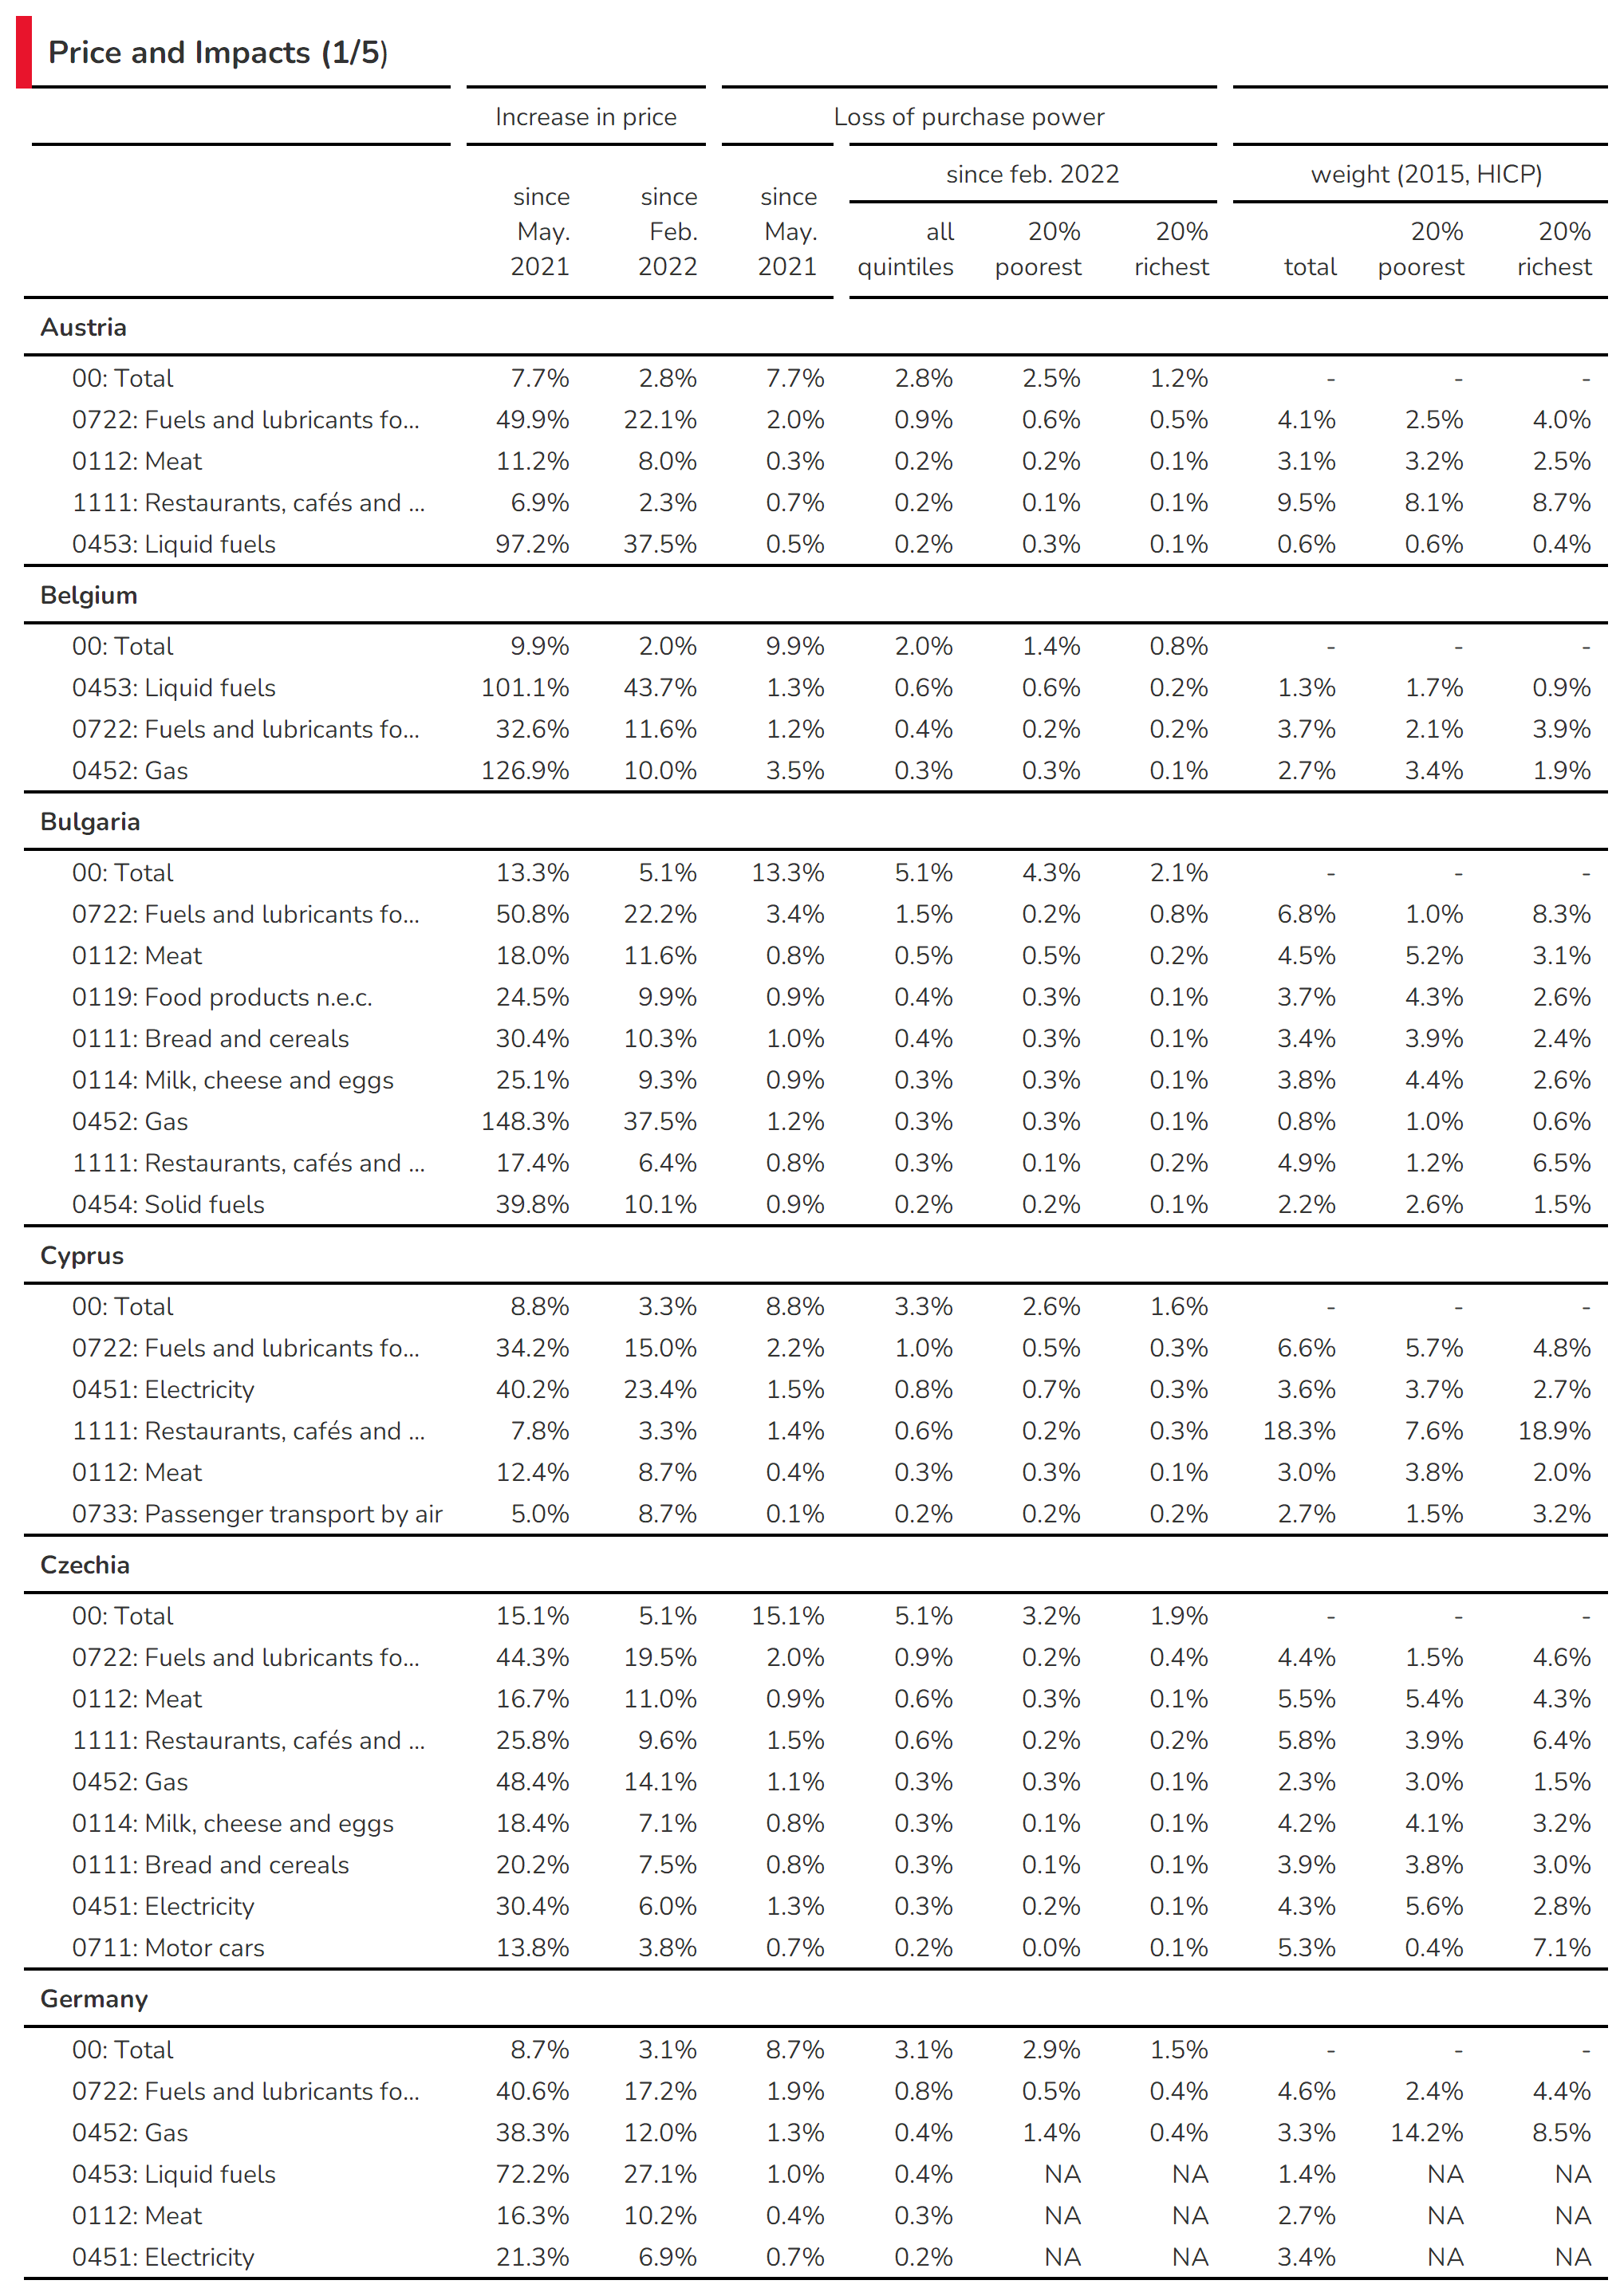 Price and Impacts (1/5)
Increase in price Loss of purchase power
since feb. 2022 weight (2015, HICP)
since since since
May. Feb. May. all 20% 20% 20% 20%
2021 2022 2021 quintiles poorest richest total poorest richest
Austria
00: Total 7.7% 2.8% 7.7% 2.8% 2.5% 1.2% - - -
0722: Fuels and lubricants fo... 49.9% 22.1% 2.0% 0.9% 0.6% 0.5% 4.1% 2.5% 4.0%
0112: Meat 11.2% 8.0% 0.3% 0.2% 0.2% 0.1% 3.1% 3.2% 2.5%
1111: Restaurants, cafés and ... 6.9% 2.3% 0.7% 0.2% 0.1% 0.1% 9.5% 8.1% 8.7%
0453: Liquid fuels 97.2% 37.5% 0.5% 0.2% 0.3% 0.1% 0.6% 0.6% 0.4%
Belgium
00: Total 9.9% 2.0% 9.9% 2.0% 1.4% 0.8% - - -
0453: Liquid fuels 101.1% 43.7% 1.3% 0.6% 0.6% 0.2% 1.3% 1.7% 0.9%
0722: Fuels and lubricants fo... 32.6% 11.6% 1.2% 0.4% 0.2% 0.2% 3.7% 2.1% 3.9%
0452: Gas 126.9% 10.0% 3.5% 0.3% 0.3% 0.1% 2.7% 3.4% 1.9%
Bulgaria
00: Total 13.3% 5.1% 13.3% 5.1% 4.3% 2.1% - - -
0722: Fuels and lubricants fo... 50.8% 22.2% 3.4% 1.5% 0.2% 0.8% 6.8% 1.0% 8.3%
0112: Meat 18.0% 11.6% 0.8% 0.5% 0.5% 0.2% 4.5% 5.2% 3.1%
0119: Food products n.e.c. 24.5% 9.9% 0.9% 0.4% 0.3% 0.1% 3.7% 4.3% 2.6%
0111: Bread and cereals 30.4% 10.3% 1.0% 0.4% 0.3% 0.1% 3.4% 3.9% 2.4%
0114: Milk, cheese and eggs 25.1% 9.3% 0.9% 0.3% 0.3% 0.1% 3.8% 4.4% 2.6%
0452: Gas 148.3% 37.5% 1.2% 0.3% 0.3% 0.1% 0.8% 1.0% 0.6%
1111: Restaurants, cafés and ... 17.4% 6.4% 0.8% 0.3% 0.1% 0.2% 4.9% 1.2% 6.5%
0454: Solid fuels 39.8% 10.1% 0.9% 0.2% 0.2% 0.1% 2.2% 2.6% 1.5%
Cyprus
00: Total 8.8% 3.3% 8.8% 3.3% 2.6% 1.6% - - -
0722: Fuels and lubricants fo... 34.2% 15.0% 2.2% 1.0% 0.5% 0.3% 6.6% 5.7% 4.8%
0451: Electricity 40.2% 23.4% 1.5% 0.8% 0.7% 0.3% 3.6% 3.7% 2.7%
1111: Restaurants, cafés and ... 7.8% 3.3% 1.4% 0.6% 0.2% 0.3% 18.3% 7.6% 18.9%
0112: Meat 12.4% 8.7% 0.4% 0.3% 0.3% 0.1% 3.0% 3.8% 2.0%
0733: Passenger transport by air 5.0% 8.7% 0.1% 0.2% 0.2% 0.2% 2.7% 1.5% 3.2%
Czechia
00: Total 15.1% 5.1% 15.1% 5.1% 3.2% 1.9% - - -
0722: Fuels and lubricants fo... 44.3% 19.5% 2.0% 0.9% 0.2% 0.4% 4.4% 1.5% 4.6%
0112: Meat 16.7% 11.0% 0.9% 0.6% 0.3% 0.1% 5.5% 5.4% 4.3%
1111: Restaurants, cafés and ... 25.8% 9.6% 1.5% 0.6% 0.2% 0.2% 5.8% 3.9% 6.4%
0452: Gas 48.4% 14.1% 1.1% 0.3% 0.3% 0.1% 2.3% 3.0% 1.5%
0114: Milk, cheese and eggs 18.4% 7.1% 0.8% 0.3% 0.1% 0.1% 4.2% 4.1% 3.2%
0111: Bread and cereals 20.2% 7.5% 0.8% 0.3% 0.1% 0.1% 3.9% 3.8% 3.0%
0451: Electricity 30.4% 6.0% 1.3% 0.3% 0.2% 0.1% 4.3% 5.6% 2.8%
0711: Motor cars 13.8% 3.8% 0.7% 0.2% 0.0% 0.1% 5.3% 0.4% 7.1%
Germany
00: Total 8.7% 3.1% 8.7% 3.1% 2.9% 1.5% - - -
0722: Fuels and lubricants fo... 40.6% 17.2% 1.9% 0.8% 0.5% 0.4% 4.6% 2.4% 4.4%
0452: Gas 38.3% 12.0% 1.3% 0.4% 1.4% 0.4% 3.3% 14.2% 8.5%
0453: Liquid fuels 72.2% 27.1% 1.0% 0.4% NA NA 1.4% NA NA
0112: Meat 16.3% 10.2% 0.4% 0.3% NA NA 2.7% NA NA
0451: Electricity 21.3% 6.9% 0.7% 0.2% NA NA 3.4% NA NA